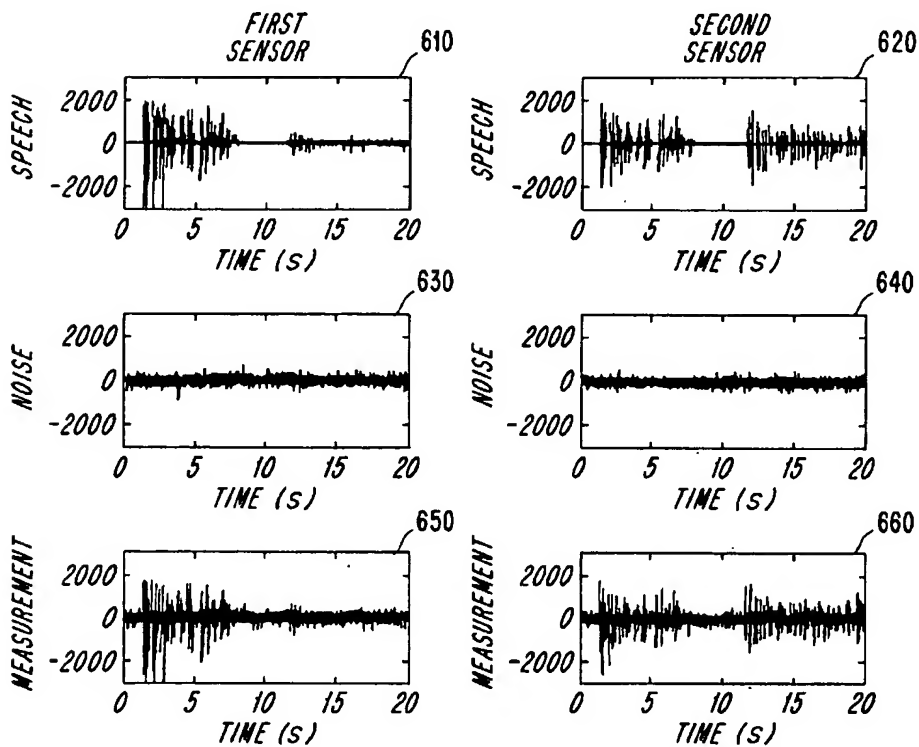 FIRST SENSOR
610
SECOND SENSOR
620
SPEECH
2000
0
-2000
0 5 10 15 20
TIME (s)
SPEECH
2000
0
-2000
0 5 10 15 20
TIME (s)
630
640
NOISE
2000
0
-2000
0 5 10 15 20
TIME (s)
NOISE
2000
0
-2000
0 5 10 15 20
TIME (s)
650
660
MEASUREMENT
2000
0
-2000
0 5 10 15 20
TIME (s)
MEASUREMENT
2000
0
-2000
0 5 10 15 20
TIME (s)